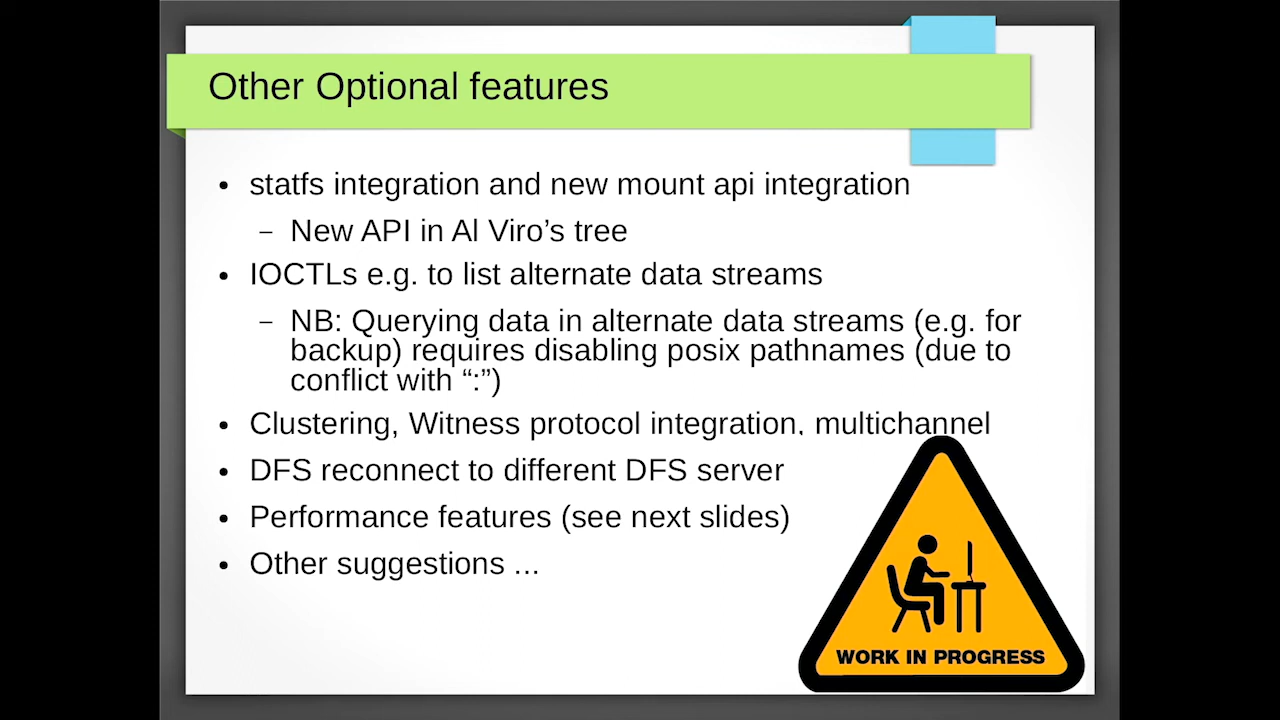 Other Optional features
• statfs integration and new mount api integration
– New API in Al Viro’s tree
• IOCTLs e.g. to list alternate data streams
– NB: Querying data in alternate data streams (e.g. for
backup) requires disabling posix pathnames (due to
conflict with “:”)
• Clustering, Witness protocol integration, multichannel
• DFS reconnect to different DFS server
• Performance features (see next slides)
• Other suggestions ...
WORK IN PROGRESS